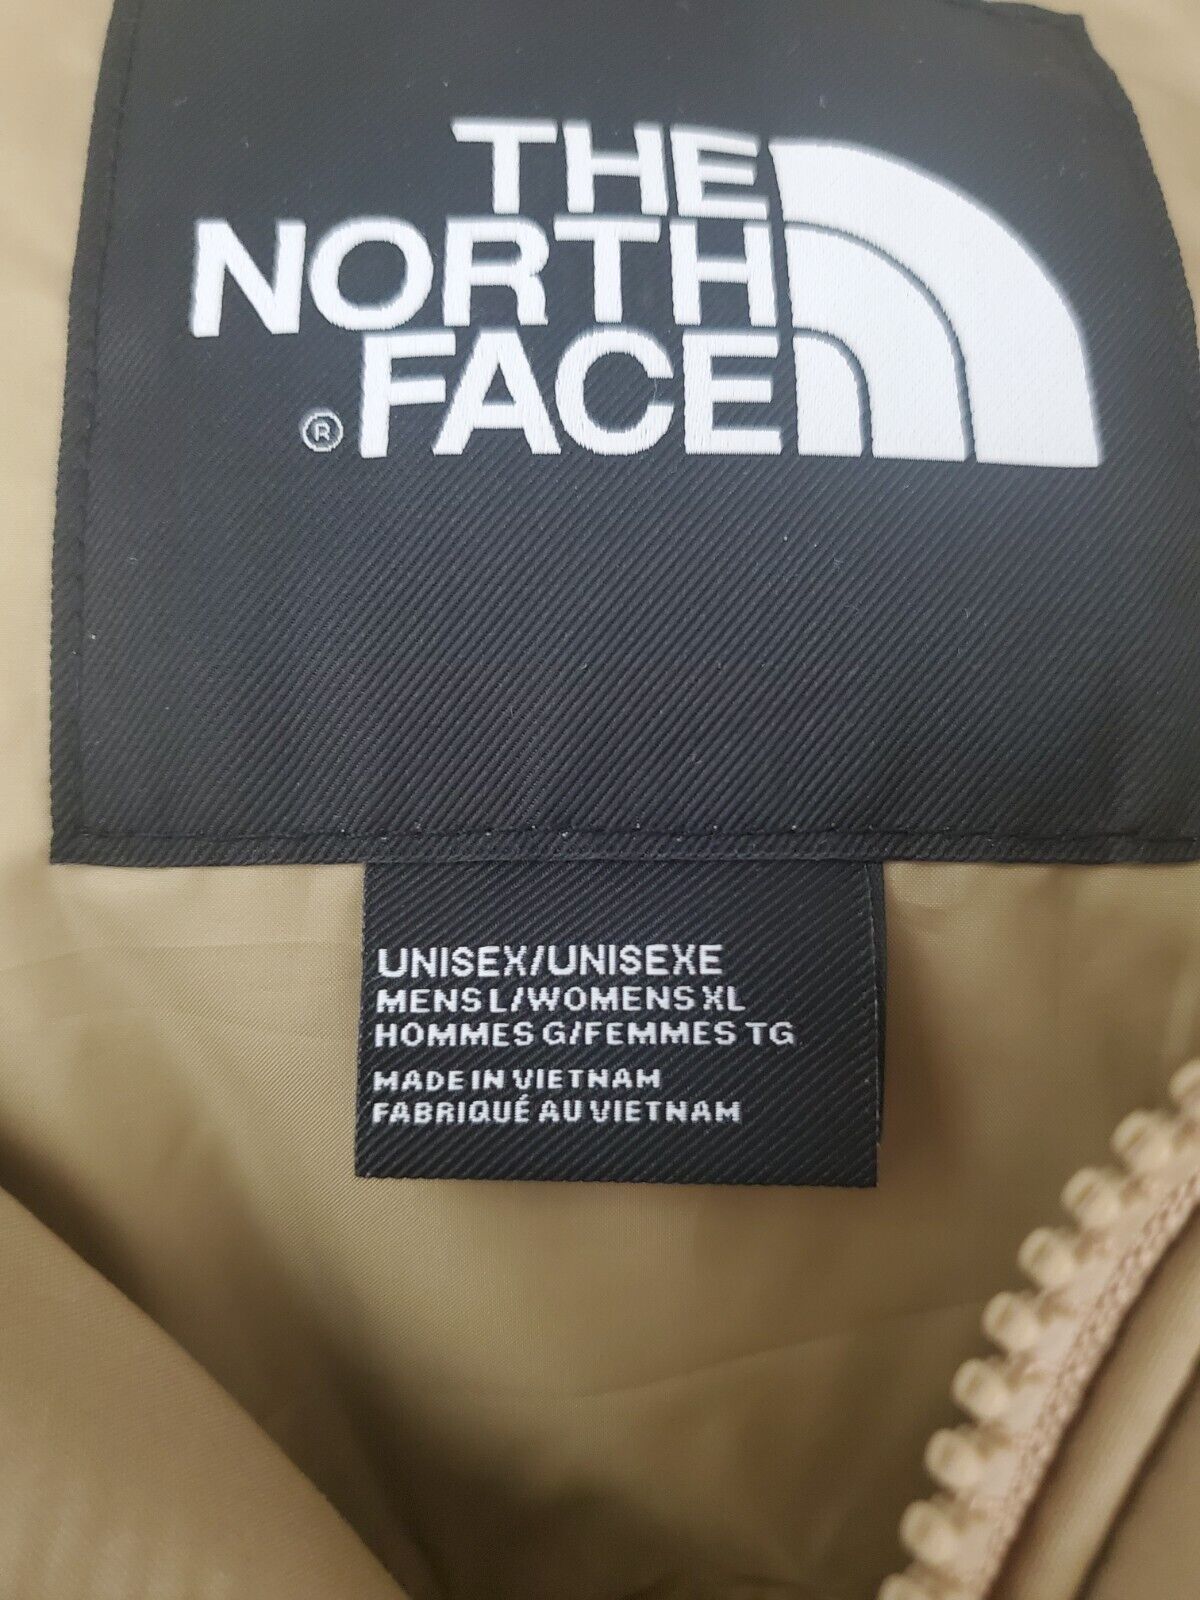 THE
NORTH
® FACE
UNISEX/UNISEXE
MENS L/WOMENS XL
HOMMES G/FEMMES TG
MADE IN VIETNAM
FABRIQUÉ AU VIETNAM